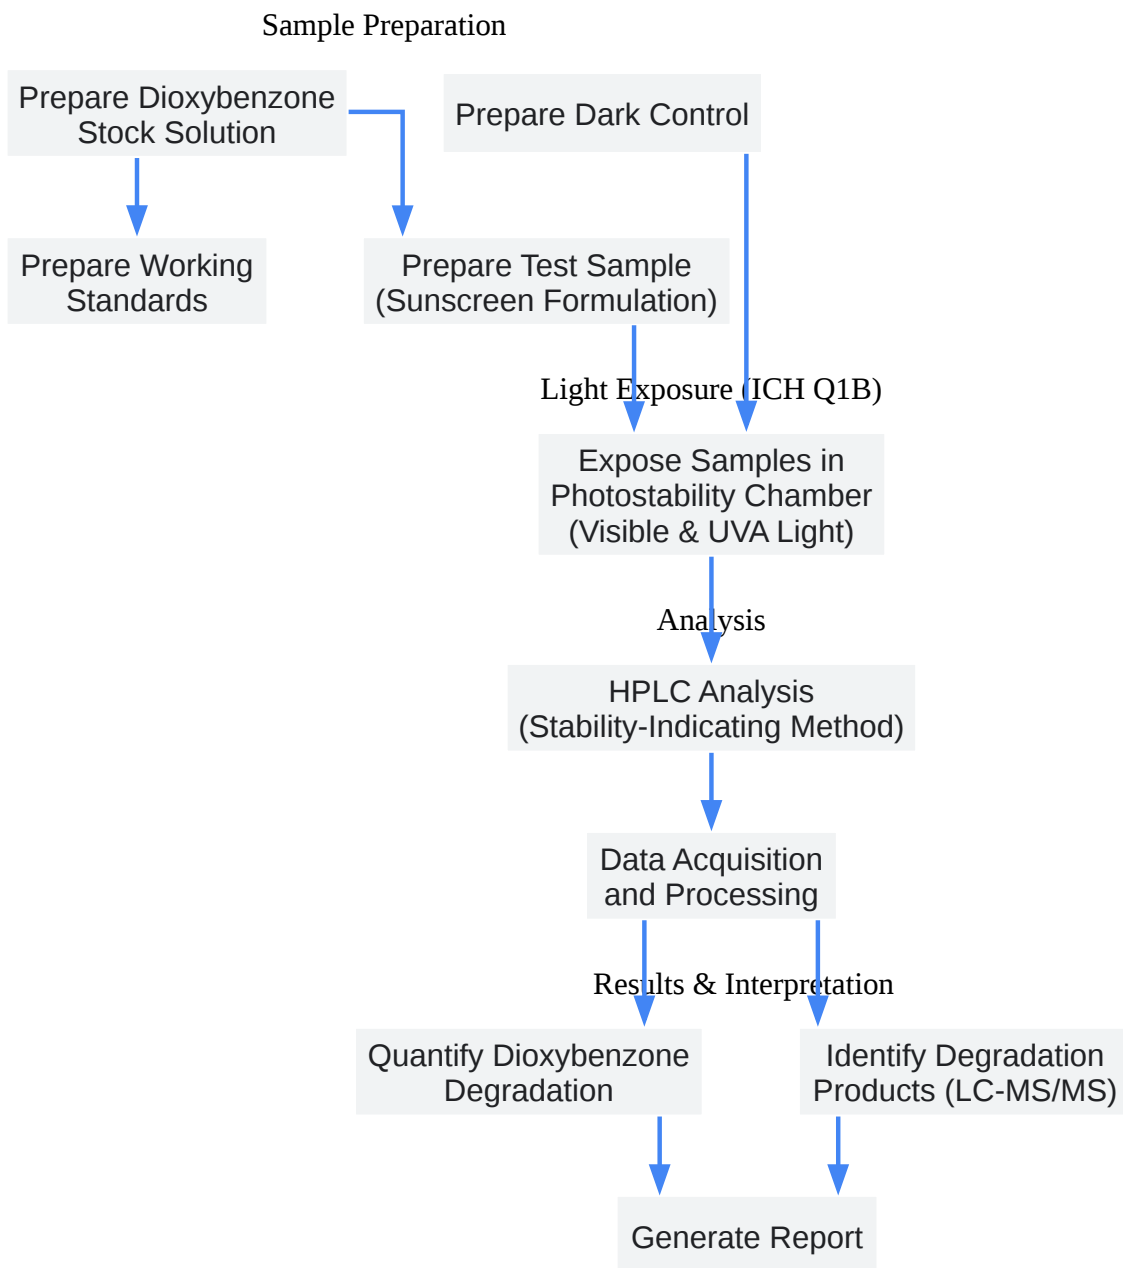 Sample Preparation
Prepare Dioxybenzone
Stock Solution
Prepare Dark Control
Prepare Working
Standards
Prepare Test Sample
(Sunscreen Formulation)
Light Exposure (ICH Q1B)
Expose Samples in
Photostability Chamber
(Visible & UVA Light)
Analysis
HPLC Analysis
(Stability-Indicating Method)
Data Acquisition
and Processing
Results & Interpretation
Quantify Dioxybenzone
Degradation
Identify Degradation
Products (LC-MS/MS)
Generate Report